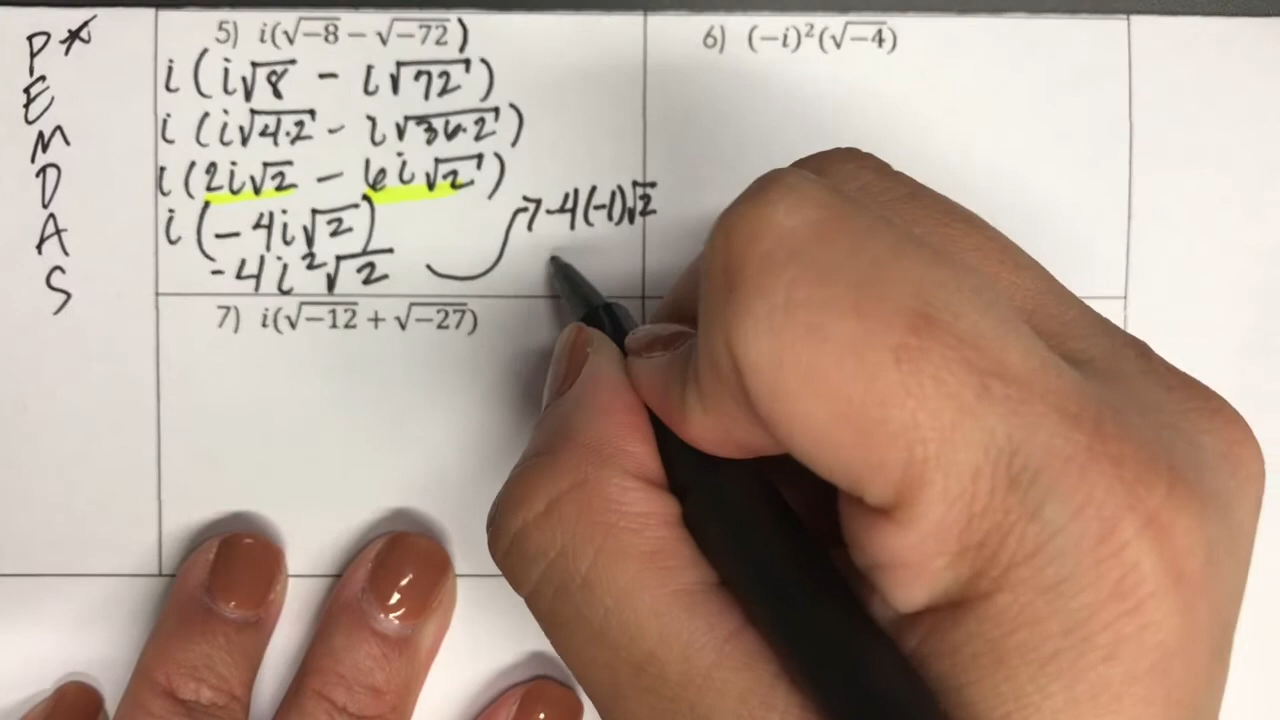 P*
E
M
D
A
S
5) i(√−8 − √−72)
i(i√8 − i√72)
i(i√4·2 − i√36·2)
i(2i√2 − 6i√2)
i(−4i√2)
−4i²√2 → −4(−1)√2
6) (−i)²(√−4)
7) i(√−12 + √−27)